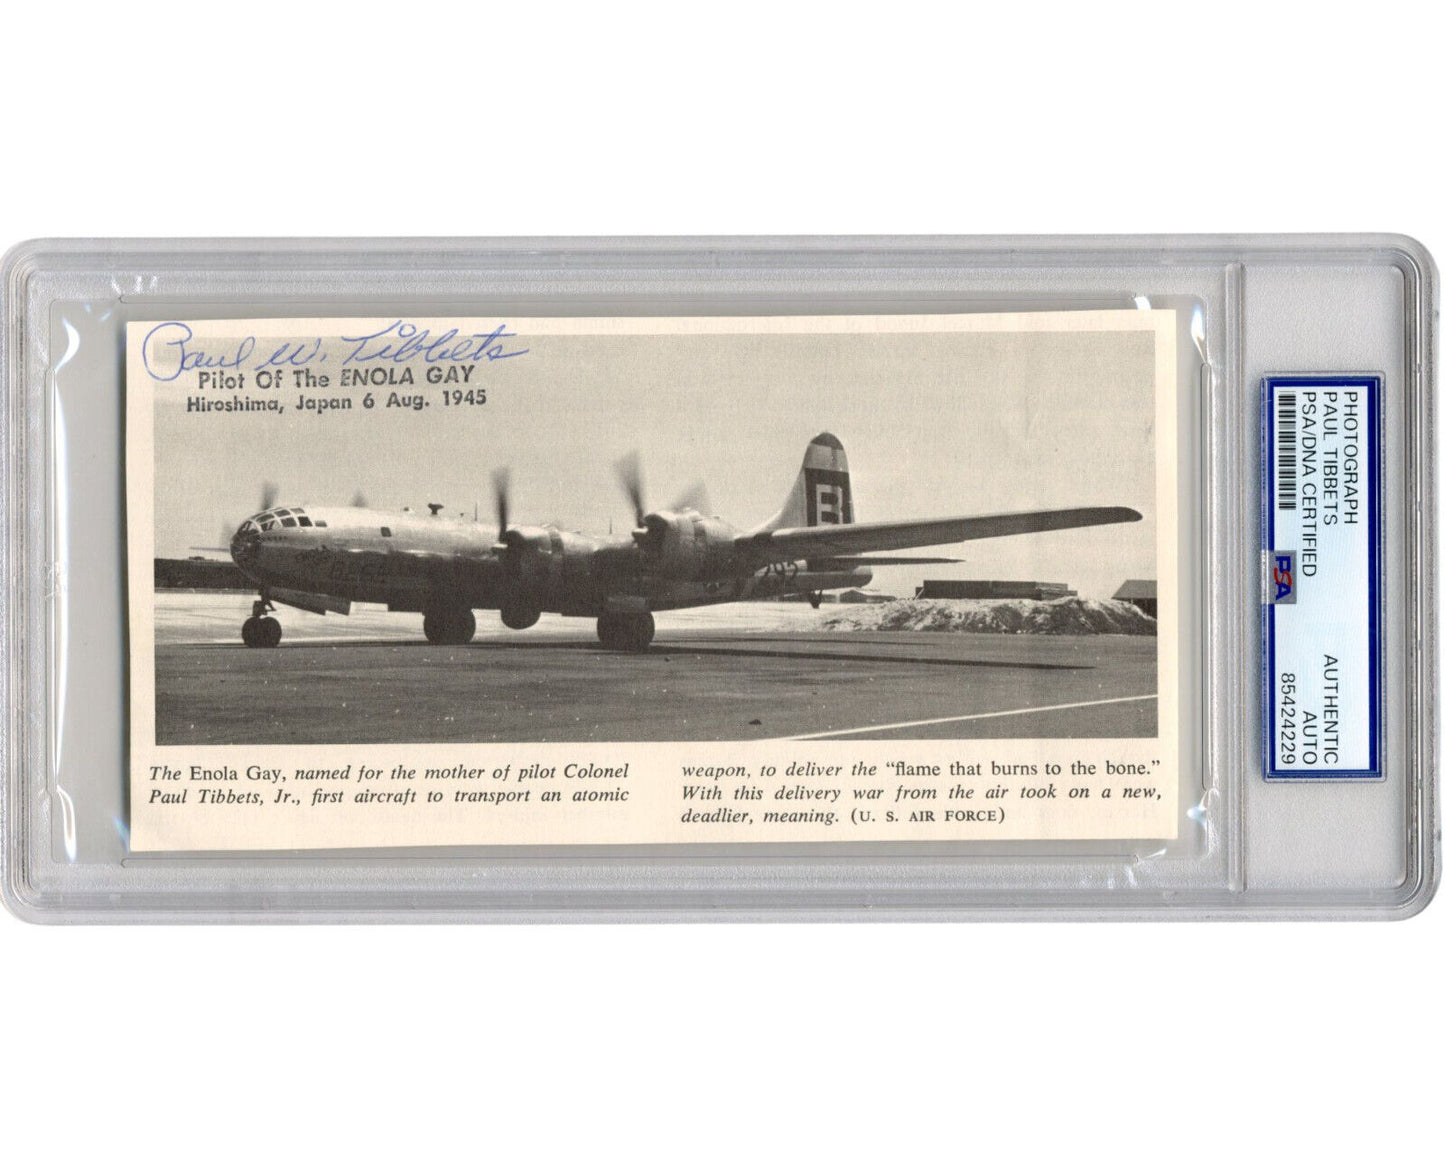 Paul W. Tibbets
Pilot Of The ENOLA GAY
Hiroshima, Japan 6 Aug. 1945
ENOLA
GAY
292
The Enola Gay, named for the mother of pilot Colonel
Paul Tibbets, Jr., first aircraft to transport an atomic
weapon, to deliver the “flame that burns to the bone.”
With this delivery war from the air took on a new,
deadlier, meaning. (U. S. AIR FORCE)
PHOTOGRAPH
PAUL TIBBETS
PSA/DNA CERTIFIED
PSA
AUTHENTIC
AUTO
85424229